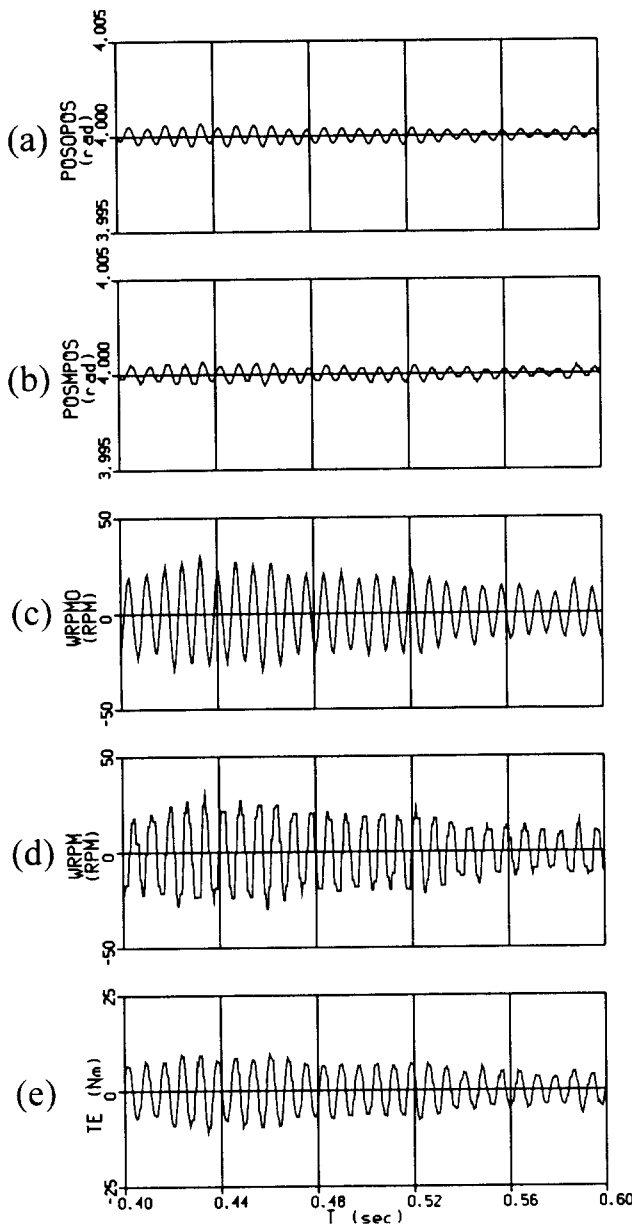 (a)
POSOPOS
(rad)
4.005
4.000
3.995
(b)
POSMPOS
(rad)
4.005
4.000
3.995
(c)
WRPMO
(RPM)
50
0
-50
(d)
WRPM
(RPM)
50
0
-50
(e)
TE (Nm)
25
0
-25
0.40 0.44 0.48 0.52 0.56 0.60
T (sec)